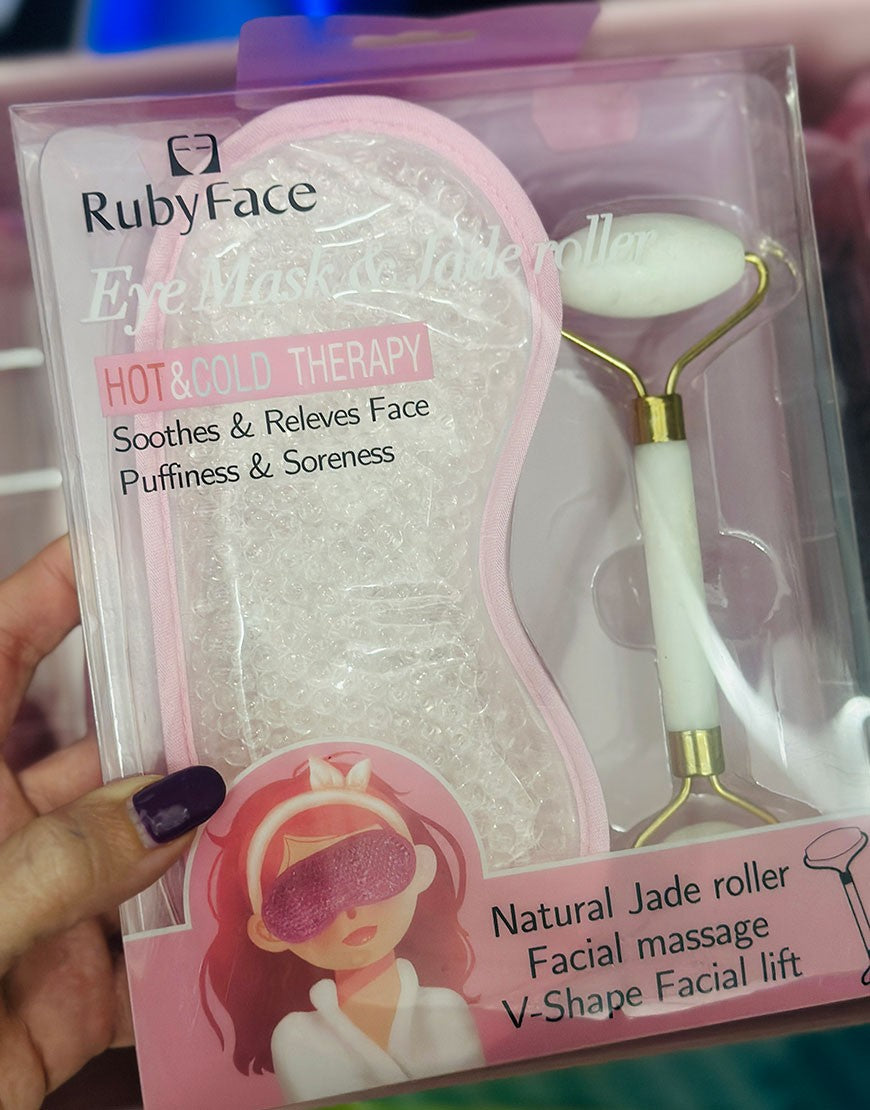 RubyFace
Eye Mask & Jade roller
HOT&COLD THERAPY
Soothes & Releves Face
Puffiness & Soreness
Natural Jade roller
Facial massage
V-Shape Facial lift